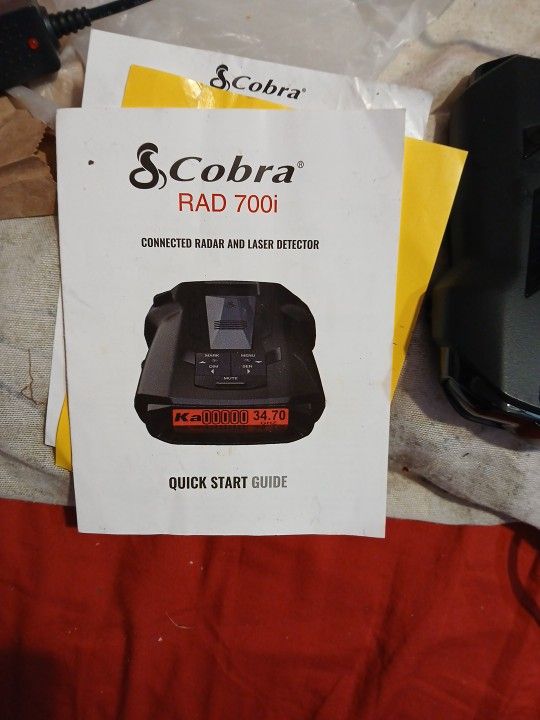 Cobra®
Cobra®
RAD 700i
CONNECTED RADAR AND LASER DETECTOR
MARK MENU
DIM SEN
MUTE
Ka 00000 34.70
QUICK START GUIDE